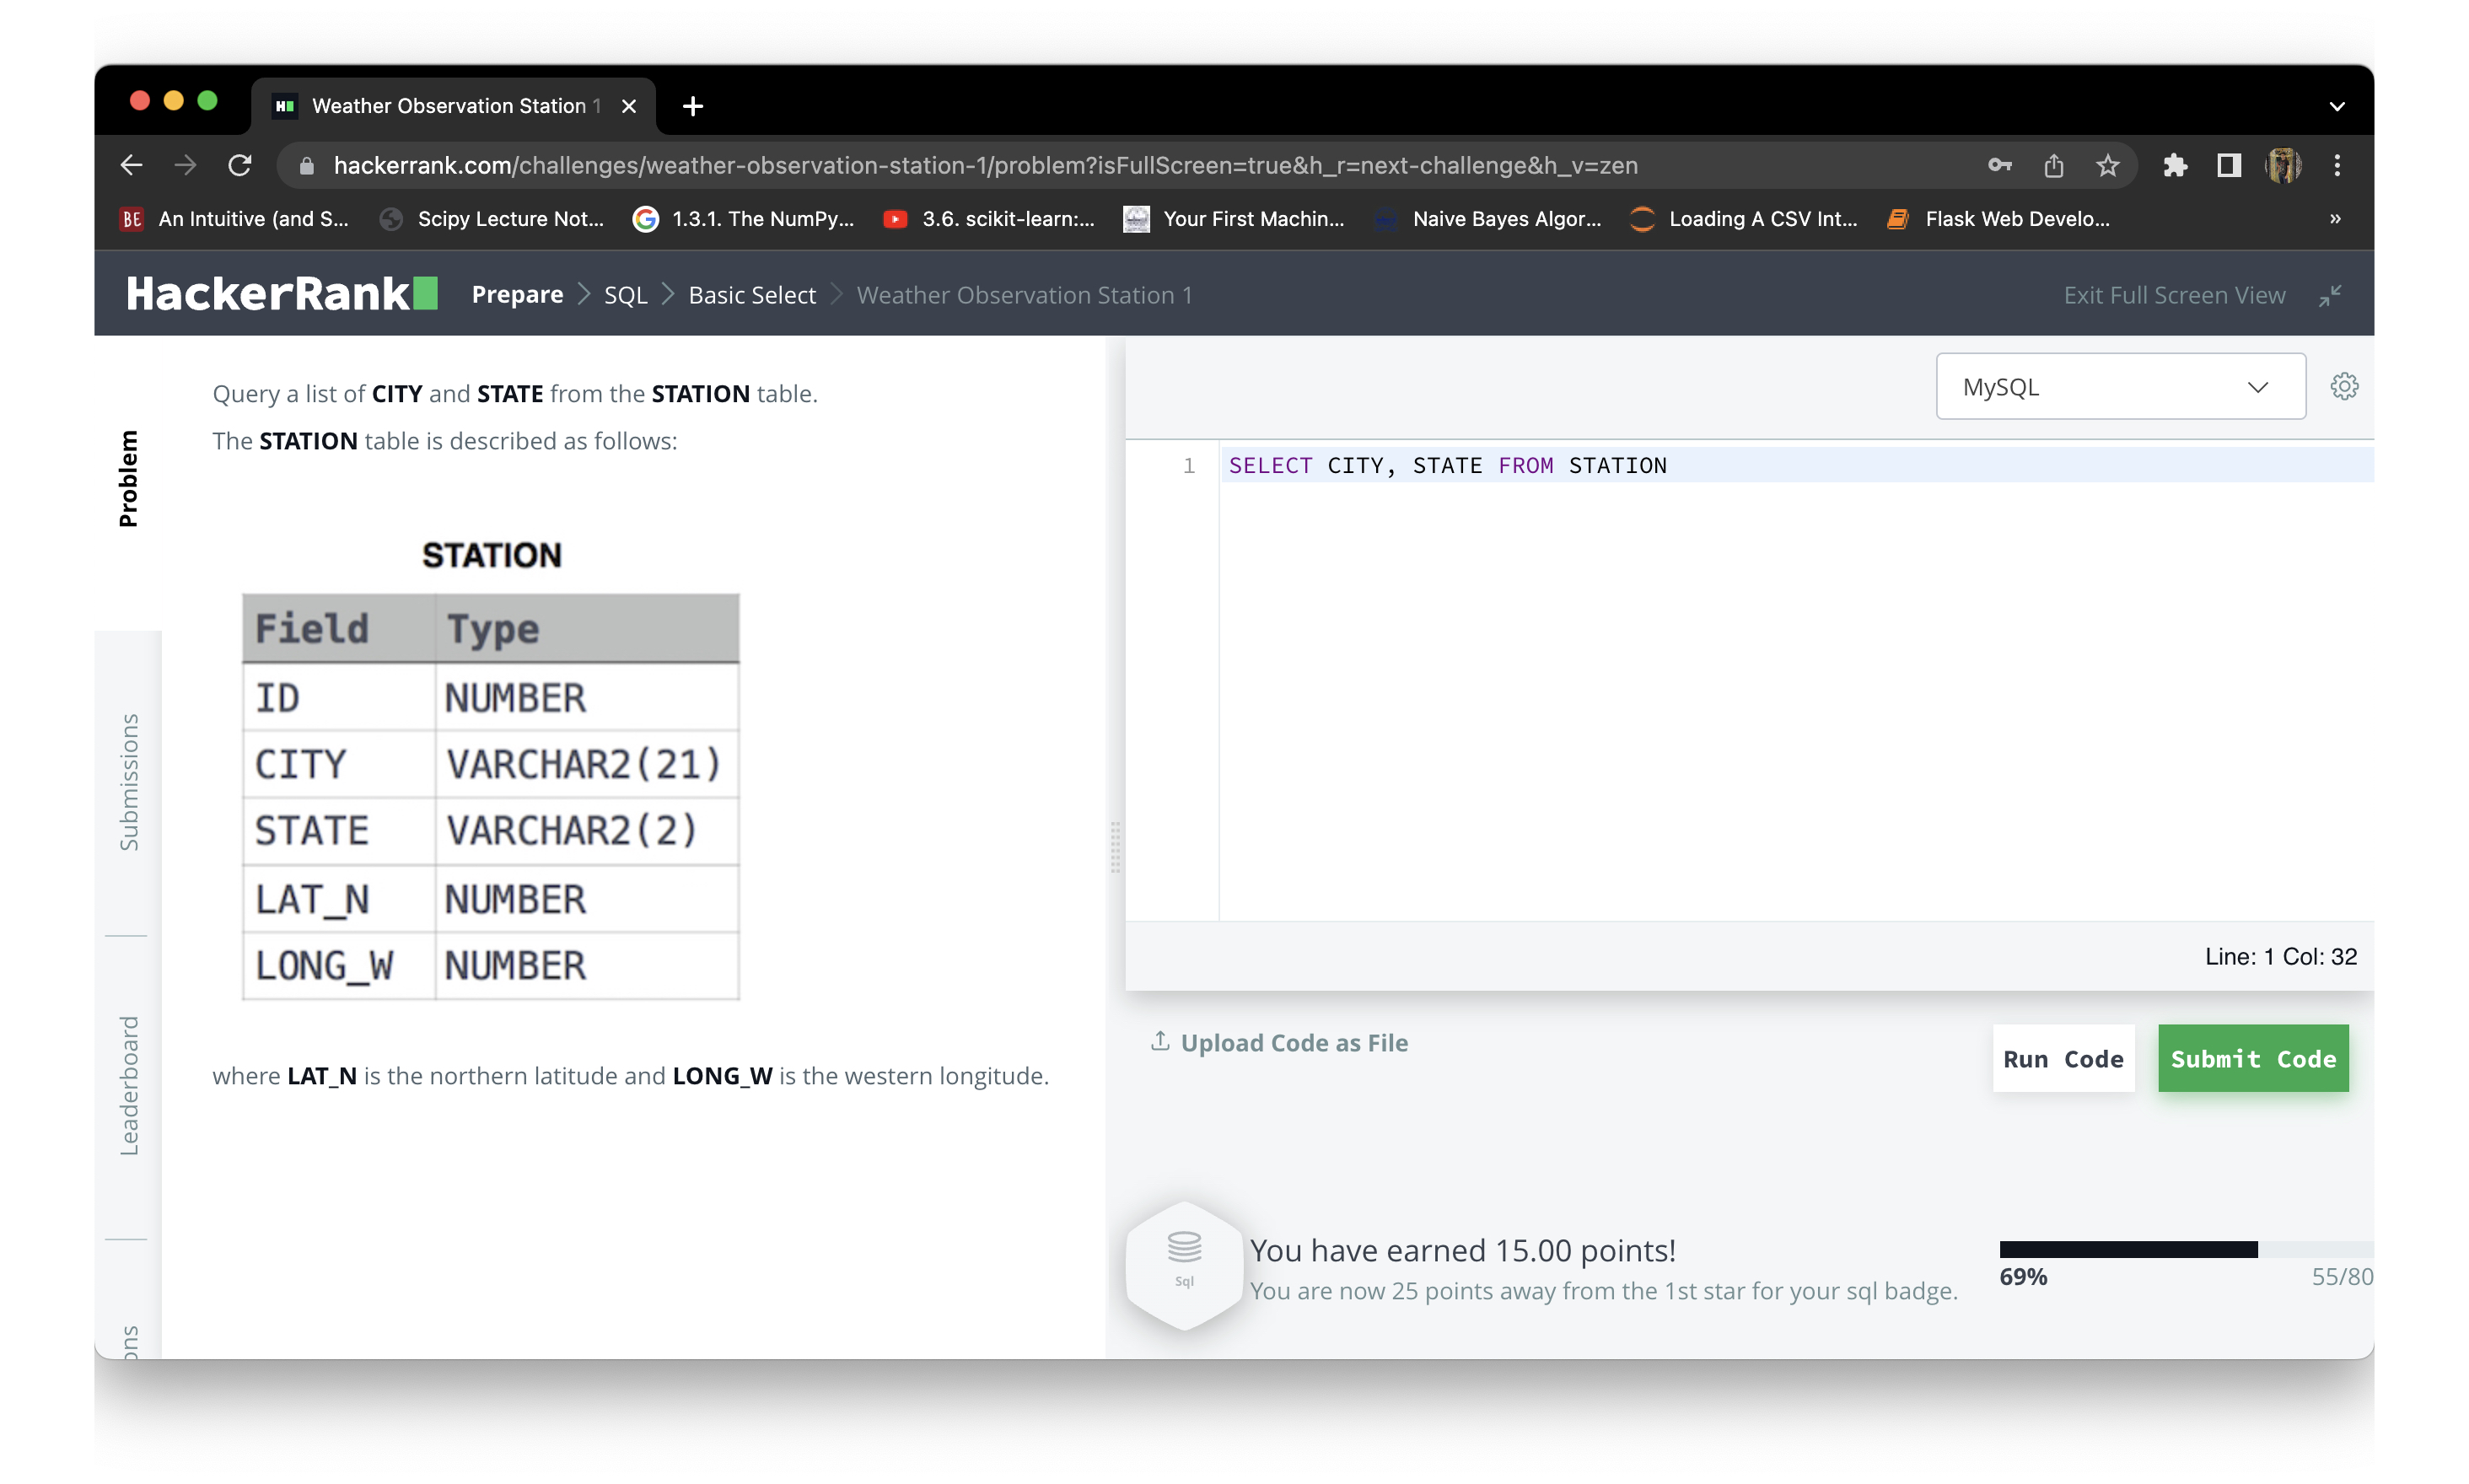 Weather Observation Station 1
hackerrank.com/challenges/weather-observation-station-1/problem?isFullScreen=true&h_r=next-challenge&h_v=zen
BE An Intuitive (and S... Scipy Lecture Not... 1.3.1. The NumPy... 3.6. scikit-learn:... Your First Machin... Naive Bayes Algor... Loading A CSV Int... Flask Web Develo... »
HackerRank Prepare > SQL > Basic Select > Weather Observation Station 1 Exit Full Screen View
Problem
Submissions
Leaderboard
ons
Query a list of CITY and STATE from the STATION table.
The STATION table is described as follows:
STATION
Field Type
ID NUMBER
CITY VARCHAR2(21)
STATE VARCHAR2(2)
LAT_N NUMBER
LONG_W NUMBER
where LAT_N is the northern latitude and LONG_W is the western longitude.
MySQL
1 SELECT CITY, STATE FROM STATION
Line: 1 Col: 32
Upload Code as File
Run Code Submit Code
Sql
You have earned 15.00 points!
You are now 25 points away from the 1st star for your sql badge.
69% 55/80